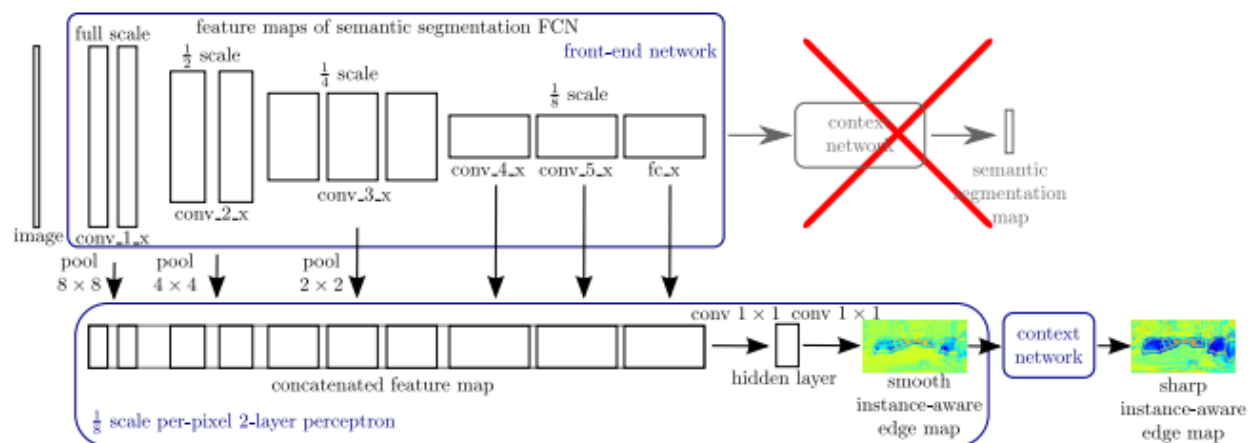 feature maps of semantic segmentation FCN
full scale
1/2 scale
1/4 scale
1/8 scale
front-end network
image
conv_1_x
conv_2_x
conv_3_x
conv_4_x
conv_5_x
fc_x
context
network
semantic
segmentation
map
pool
8 × 8
pool
4 × 4
pool
2 × 2
concatenated feature map
conv 1 × 1
conv 1 × 1
hidden layer
smooth
instance-aware
edge map
context
network
sharp
instance-aware
edge map
1/8 scale per-pixel 2-layer perceptron